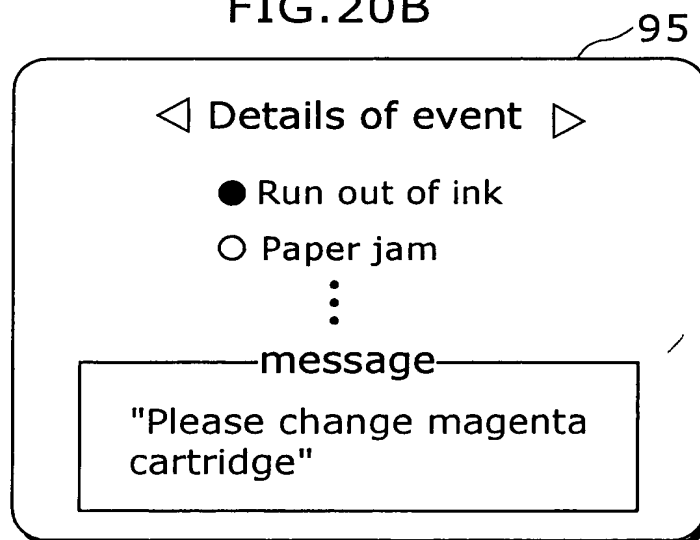 FIG.20B
95
Details of event
Run out of ink
Paper jam
message
"Please change magenta
cartridge"